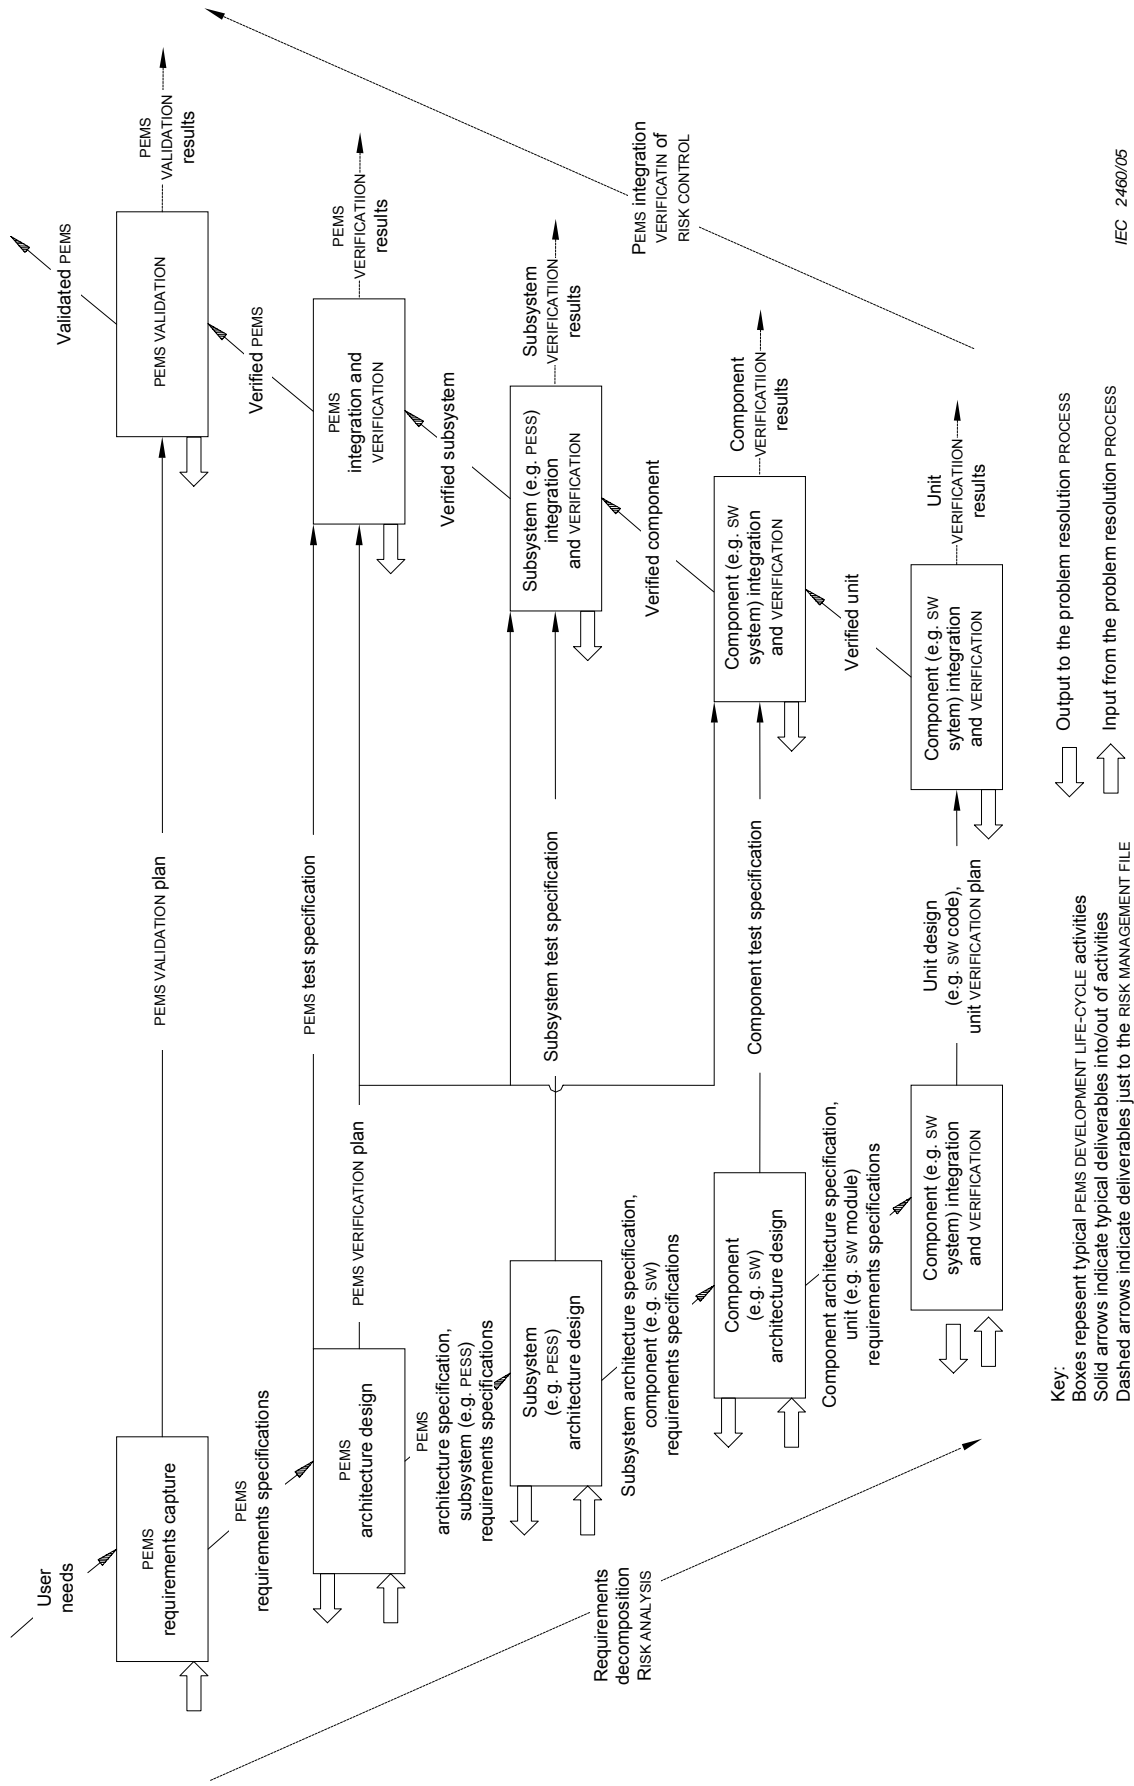 User
needs
PEMS
requirements capture
PEMS
requirements specifications
PEMS
architecture design
PEMS
architecture specification,
subsystem (e.g. PESS)
requirements specifications
Subsystem
(e.g. PESS)
architecture design
Subsystem architecture specification,
component (e.g. SW)
requirements specifications
Component
(e.g. SW)
architecture design
Component architecture specification,
unit (e.g. SW module)
requirements specifications
Component (e.g. SW
system) integration
and VERIFICATION
Requirements
decomposition
RISK ANALYSIS
PEMS VALIDATION plan
PEMS test specification
PEMS VERIFICATION plan
Subsystem test specification
Component test specification
Unit design
(e.g. SW code),
unit VERIFICATION plan
Validated PEMS
PEMS VALIDATION
PEMS
VALIDATION
results
Verified PEMS
PEMS
integration and
VERIFICATION
PEMS
VERIFICATIION
results
Verified subsystem
Subsystem (e.g. PESS)
integration
and VERIFICATION
Subsystem
VERIFICATIION
results
Verified component
Component (e.g. SW
system) integration
and VERIFICATION
Component
VERIFICATIION
results
Verified unit
Component (e.g. SW
sytem) integration
and VERIFICATION
Unit
VERIFICATIION
results
PEMS integration
VERIFICATIN of
RISK CONTROL
Key:
Boxes repesent typical PEMS DEVELOPMENT LIFE-CYCLE activities
Solid arrows indicate typical deliverables into/out of activities
Dashed arrows indicate deliverables just to the RISK MANAGEMENT FILE
Output to the problem resolution PROCESS
Input from the problem resolution PROCESS
IEC 2460/05